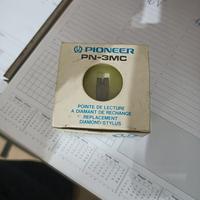 PIONEER
PN-3MC
POINTE DE LECTURE
A DIAMANT DE RECHANGE
REPLACEMENT
DIAMOND STYLUS